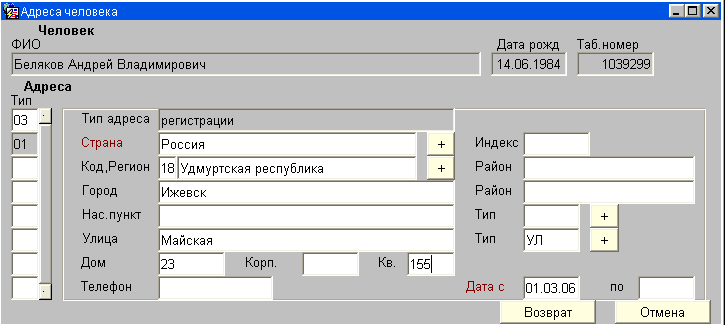 Адреса человека
Человек
ФИО Дата рожд Таб.номер
Беляков Андрей Владимирович 14.06.1984 1039299
Адреса
Тип
03 Тип адреса регистрации
01 Страна Россия + Индекс
Код,Регион 18 Удмуртская республика + Район
Город Ижевск Район
Нас.пункт Тип +
Улица Майская Тип УЛ +
Дом 23 Корп. Кв. 155
Телефон Дата с 01.03.06 по
Возврат Отмена